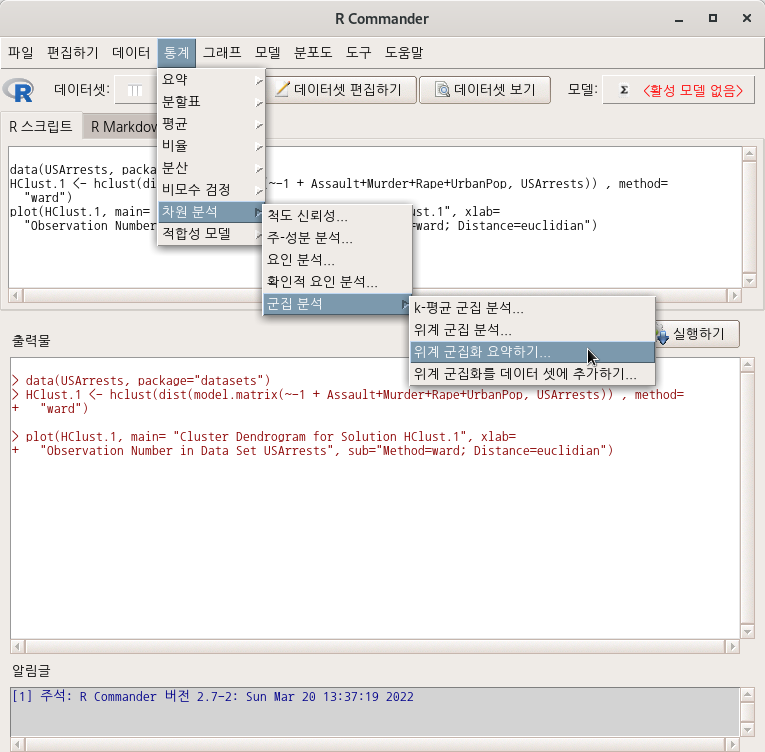 R Commander
파일 편집하기 데이터 통계 그래프 모델 분포도 도구 도움말
R 데이터셋: 데이터셋 편집하기 데이터셋 보기 모델: Σ <활성 모델 없음>
R 스크립트 R Markdow
요약
분할표
평균
비율
분산
비모수 검정
차원 분석
적합성 모델
척도 신뢰성...
주-성분 분석...
요인 분석...
확인적 요인 분석...
군집 분석
k-평균 군집 분석...
위계 군집 분석...
위계 군집화 요약하기...
위계 군집화를 데이터 셋에 추가하기...
data(USArrests, packa
HClust.1 <- hclust(dis (~-1 + Assault+Murder+Rape+UrbanPop, USArrests)) , method=
"ward")
plot(HClust.1, main= ust.1", xlab=
"Observation Number ward; Distance=euclidian")
출력물
실행하기
> data(USArrests, package="datasets")
> HClust.1 <- hclust(dist(model.matrix(~-1 + Assault+Murder+Rape+UrbanPop, USArrests)) , method=
+ "ward")
> plot(HClust.1, main= "Cluster Dendrogram for Solution HClust.1", xlab=
+ "Observation Number in Data Set USArrests", sub="Method=ward; Distance=euclidian")
알림글
[1] 주석: R Commander 버전 2.7-2: Sun Mar 20 13:37:19 2022